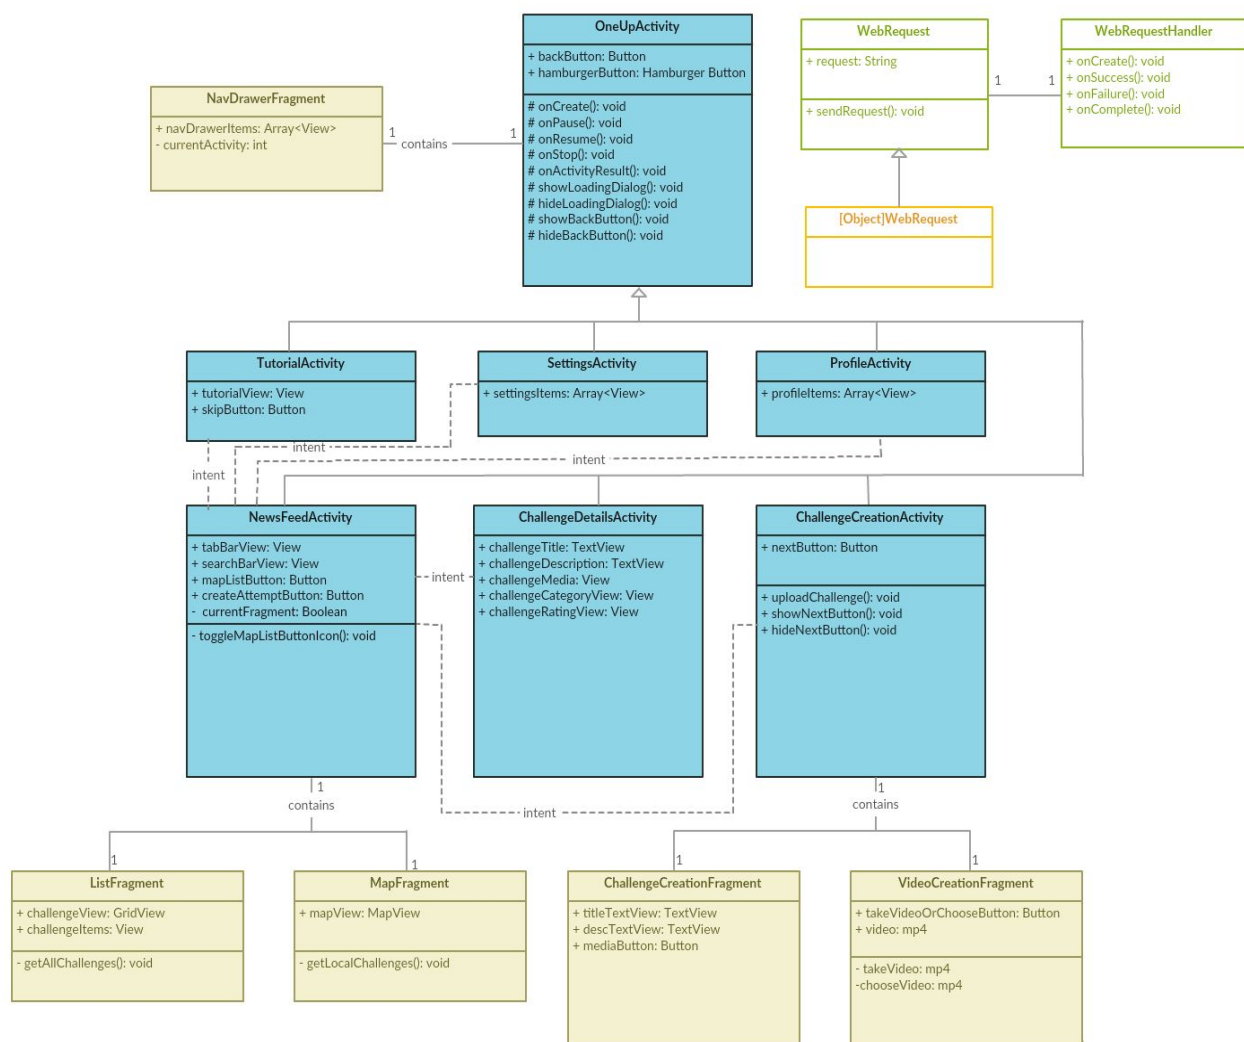 OneUpActivity
+ backButton: Button
+ hamburgerButton: Hamburger Button
# onCreate(): void
# onPause(): void
# onResume(): void
# onStop(): void
# onActivityResult(): void
# showLoadingDialog(): void
# hideLoadingDialog(): void
# showBackButton(): void
# hideBackButton(): void
WebRequest
+ request: String
+ sendRequest(): void
1
1
WebRequestHandler
+ onCreate(): void
+ onSuccess(): void
+ onFailure(): void
+ onComplete(): void
NavDrawerFragment
+ navDrawerItems: Array<View>
- currentActivity: int
1
contains
1
[Object]WebRequest
TutorialActivity
+ tutorialView: View
+ skipButton: Button
SettingsActivity
+ settingsItems: Array<View>
ProfileActivity
+ profileItems: Array<View>
intent
intent
intent
NewsFeedActivity
+ tabBarView: View
+ searchBarView: View
+ mapListButton: Button
+ createAttemptButton: Button
- currentFragment: Boolean
- toggleMapListButtonIcon(): void
intent
ChallengeDetailsActivity
+ challengeTitle: TextView
+ challengeDescription: TextView
+ challengeMedia: View
+ challengeCategoryView: View
+ challengeRatingView: View
ChallengeCreationActivity
+ nextButton: Button
+ uploadChallenge(): void
+ showNextButton(): void
+ hideNextButton(): void
1
contains
intent
1
contains
1
1
1
1
ListFragment
+ challengeView: GridView
+ challengeItems: View
- getAllChallenges(): void
MapFragment
+ mapView: MapView
- getLocalChallenges(): void
ChallengeCreationFragment
+ titleTextView: TextView
+ descTextView: TextView
+ mediaButton: Button
VideoCreationFragment
+ takeVideoOrChooseButton: Button
+ video: mp4
- takeVideo: mp4
-chooseVideo: mp4